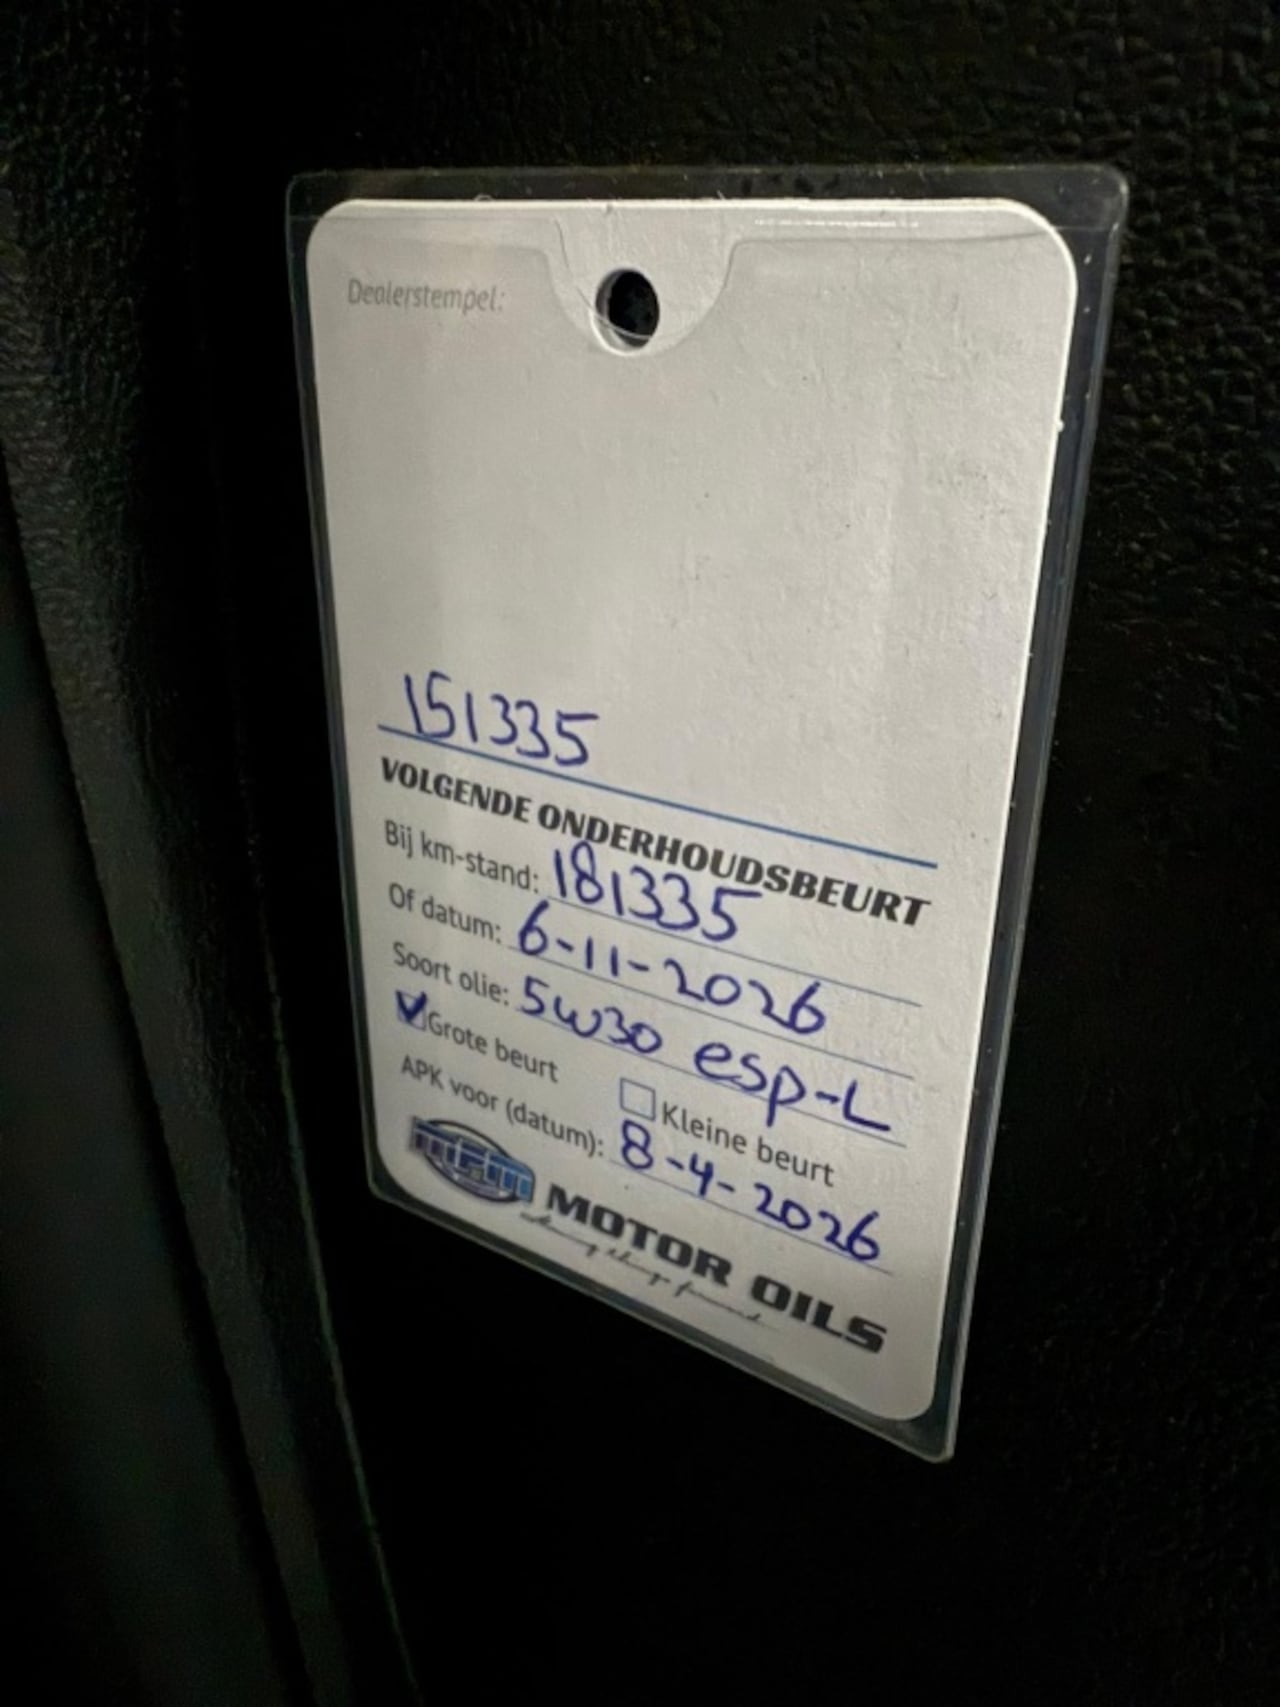 Dealerstempel:
151335
VOLGENDE ONDERHOUDSBEURT
Bij km-stand: 181335
Of datum: 6-11-2026
Soort olie: 5w30 esp-L
Grote beurt Kleine beurt
APK voor (datum): 8-4-2026
MPM MOTOR OILS